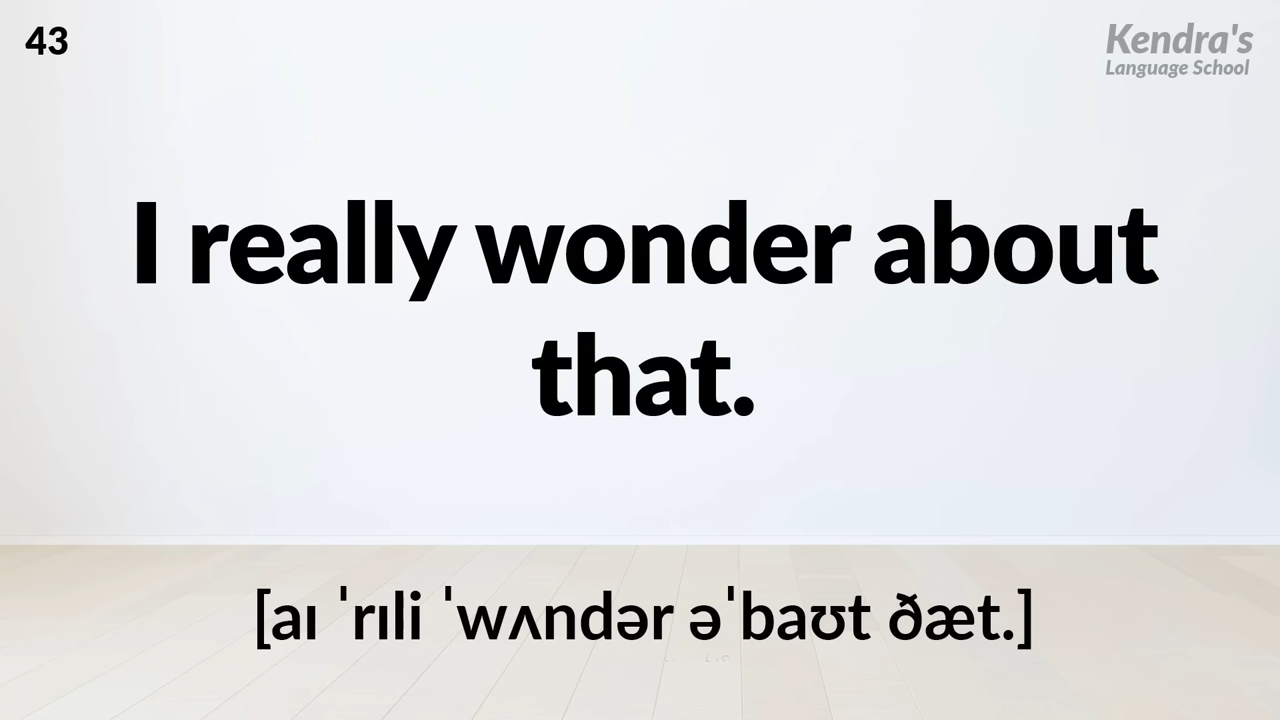 43
Kendra's
Language School
I really wonder about
that.
[aɪ ˈrɪli ˈwʌndər əˈbaʊt ðæt.]